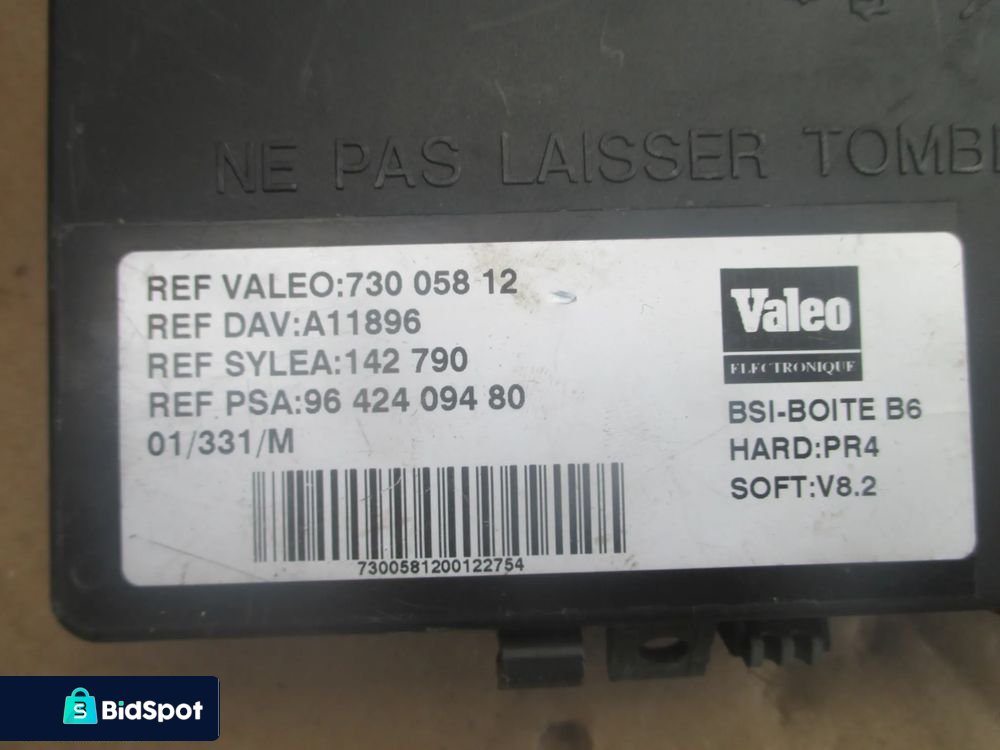 NE PAS LAISSER TOMB
REF VALEO:730 058 12
REF DAV:A11896
REF SYLEA:142 790
REF PSA:96 424 094 80
01/331/M
7300581200122754
Valeo
ELECTRONIQUE
BSI-BOITE B6
HARD:PR4
SOFT:V8.2
BidSpot